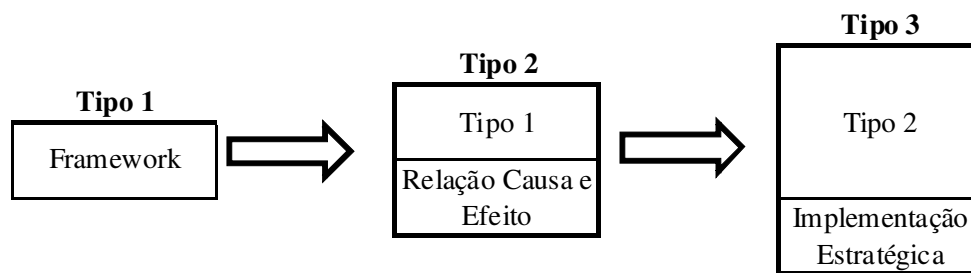 Tipo 1
Framework
Tipo 2
Tipo 1
Relação Causa e
Efeito
Tipo 3
Tipo 2
Implementação
Estratégica